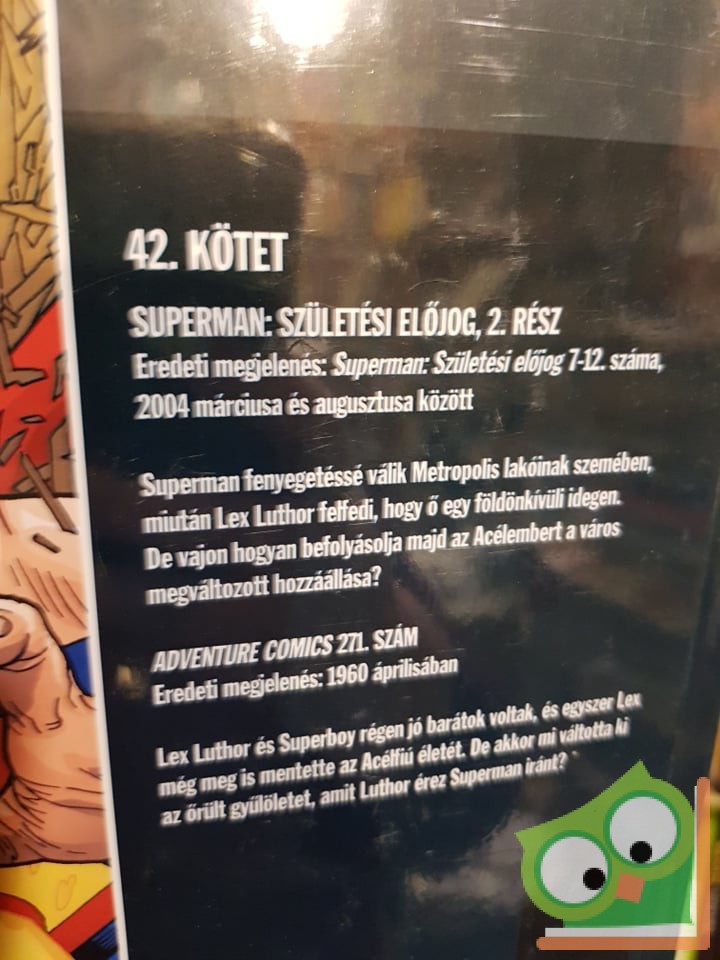 42. KÖTET
SUPERMAN: SZÜLETÉSI ELŐJOG, 2. RÉSZ
Eredeti megjelenés: Superman: Születési előjog 7-12. száma,
2004 márciusa és augusztusa között
Superman fenyegetéssé válik Metropolis lakóinak szemében,
miután Lex Luthor felfedi, hogy ő egy földönkívüli idegen.
De vajon hogyan befolyásolja majd az Acélembert a város
megváltozott hozzáállása?
ADVENTURE COMICS 271. SZÁM
Eredeti megjelenés: 1960 áprilisában
Lex Luthor és Superboy régen jó barátok voltak, és egyszer Lex
még meg is mentette az Acélfiú életét. De akkor mi váltotta ki
az őrült gyűlöletet, amit Luthor érez Superman iránt?